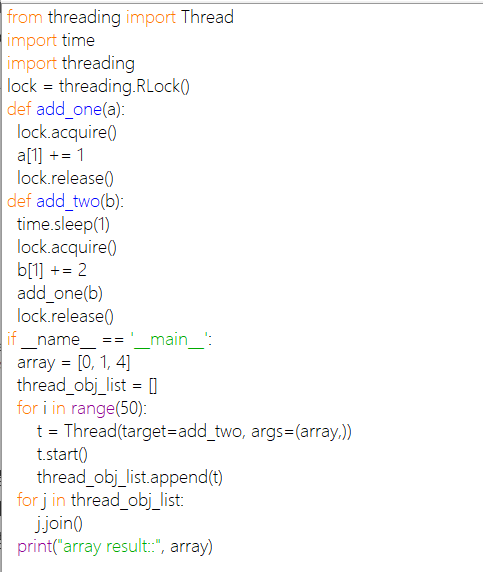 from threading import Thread
import time
import threading
lock = threading.RLock()
def add_one(a):
  lock.acquire()
  a[1] += 1
  lock.release()
def add_two(b):
  time.sleep(1)
  lock.acquire()
  b[1] += 2
  add_one(b)
  lock.release()
if __name__ == '__main__':
  array = [0, 1, 4]
  thread_obj_list = []
  for i in range(50):
      t = Thread(target=add_two, args=(array,))
      t.start()
      thread_obj_list.append(t)
  for j in thread_obj_list:
      j.join()
  print("array result::", array)